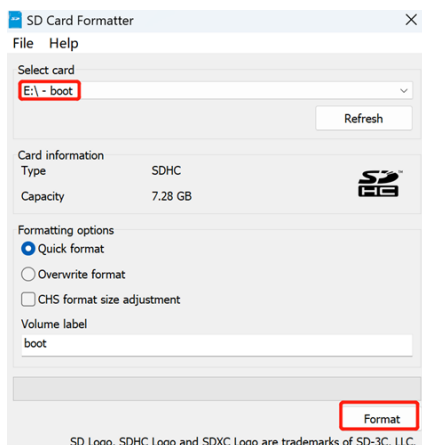 SD Card Formatter
File Help
Select card
E:\ - boot
Refresh
Card information
Type SDHC
Capacity 7.28 GB
SD
HC
Formatting options
Quick format
Overwrite format
CHS format size adjustment
Volume label
boot
Format
SD Logo, SDHC Logo and SDXC Logo are trademarks of SD-3C, LLC.